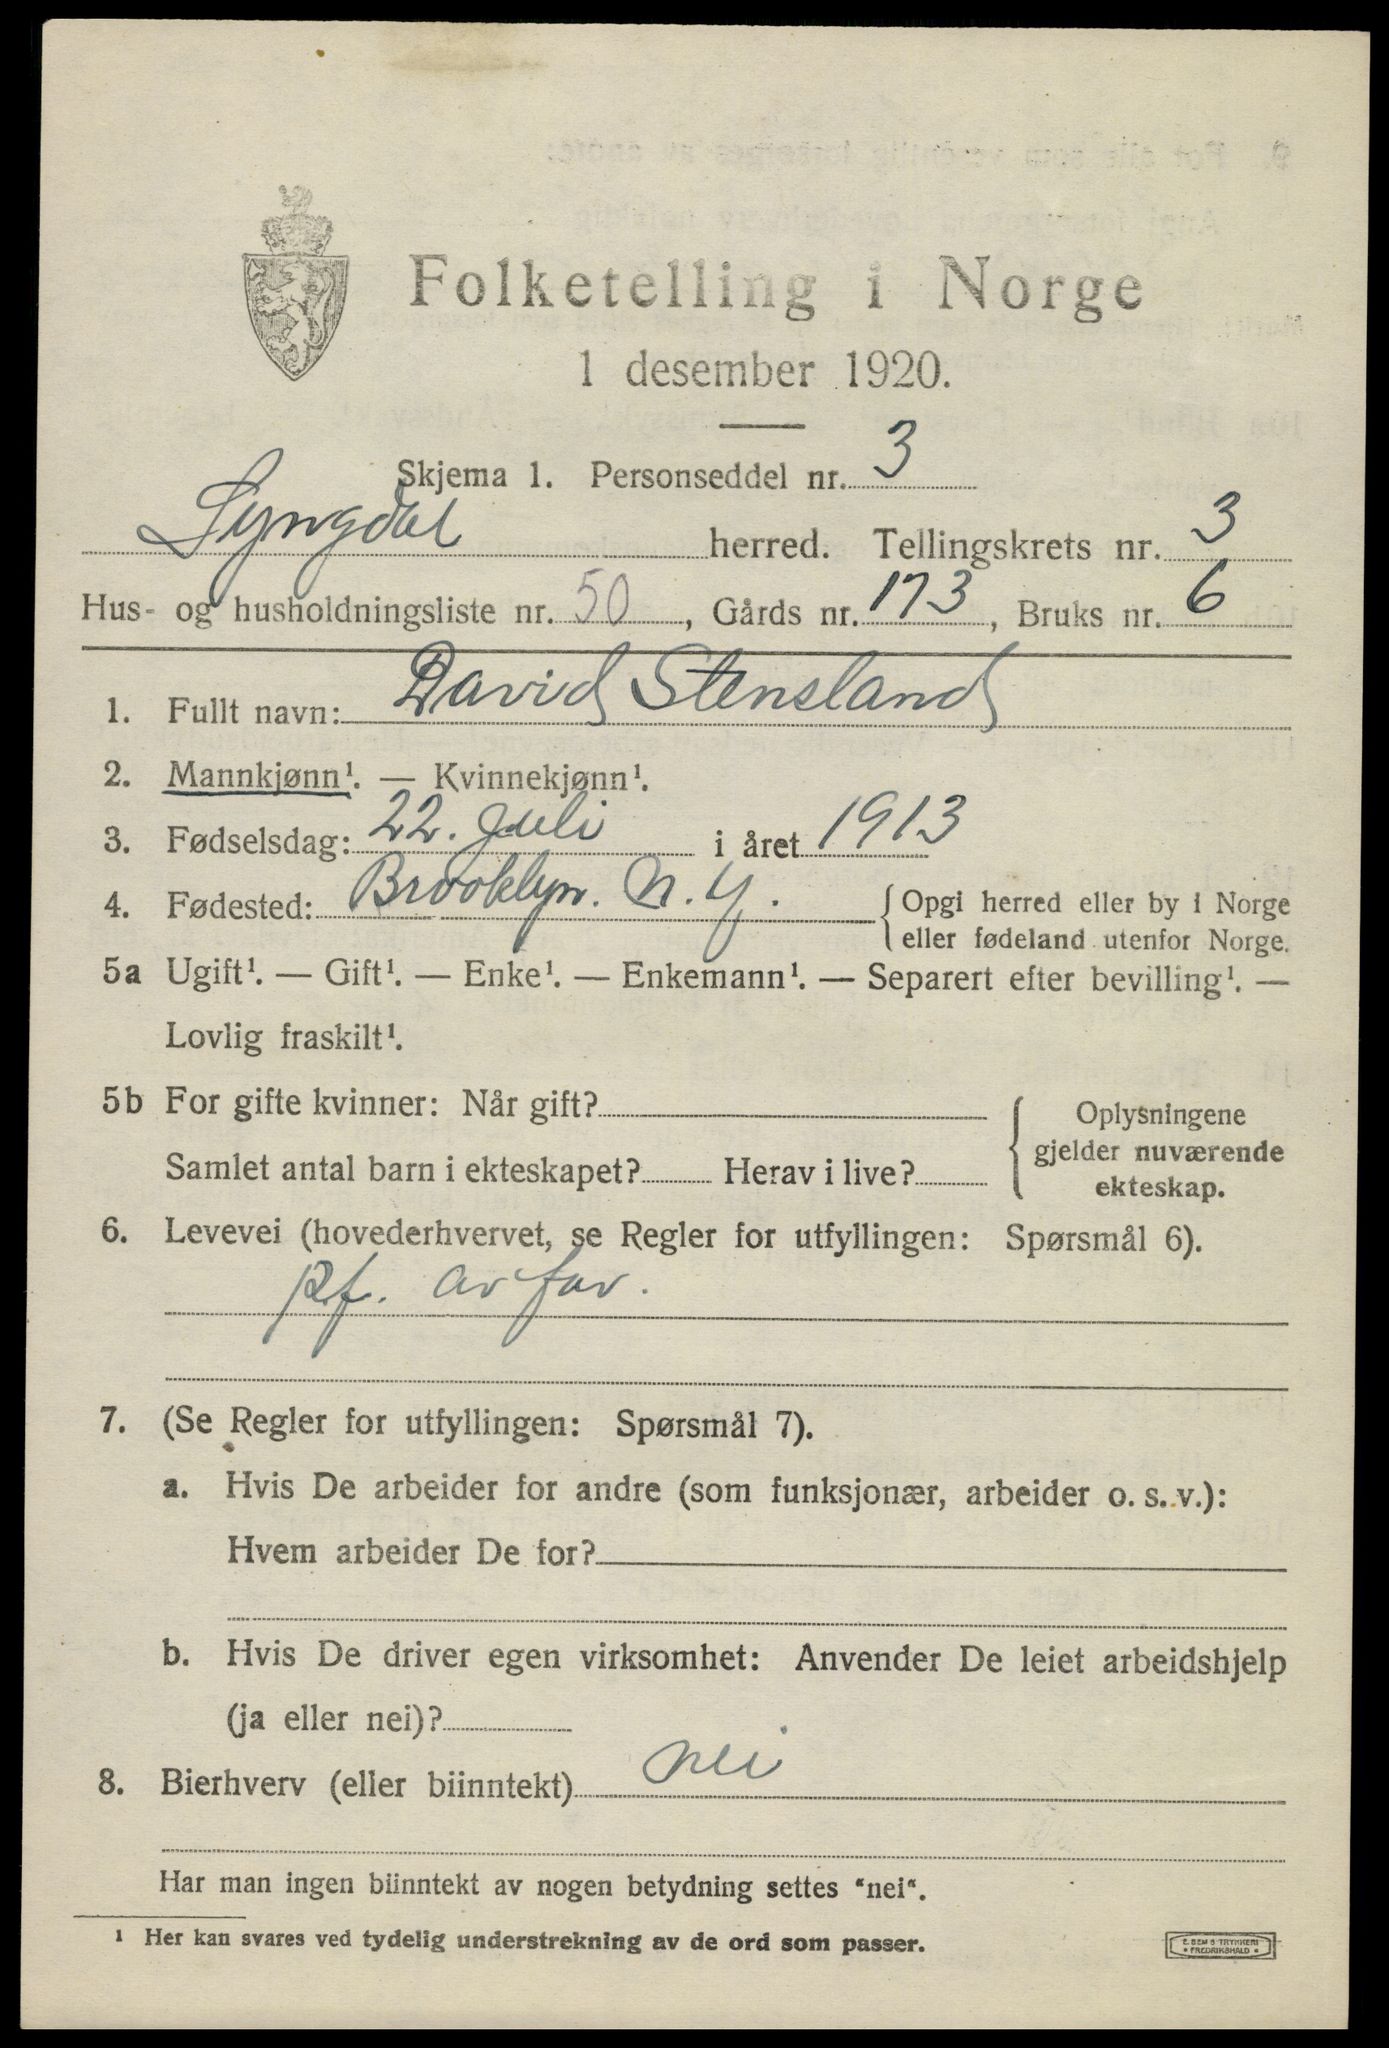 Folketelling i Norge
1 desember 1920.
Skjema 1. Personseddel nr. 3
Lyngdal herred. Tellingskrets nr. 3
Hus- og husholdningsliste nr. 50, Gårds nr. 173, Bruks nr. 6
1. Fullt navn: David Stensland
2. Mannkjønn¹. — Kvinnekjønn¹.
3. Fødselsdag: 22. Juli i året 1913
4. Fødested: Brooklyn. N. Y. { Opgi herred eller by i Norge
eller fødeland utenfor Norge.
5a Ugift¹. — Gift¹. — Enke¹. — Enkemann¹. — Separert efter bevilling¹. —
Lovlig fraskilt¹.
5b For gifte kvinner: Når gift?
Samlet antal barn i ekteskapet? Herav i live?
{ Oplysningene
gjelder nuværende
ekteskap.
6. Levevei (hovederhvervet, se Regler for utfyllingen: Spørsmål 6).
p.f. av far.
7. (Se Regler for utfyllingen: Spørsmål 7).
a. Hvis De arbeider for andre (som funksjonær, arbeider o. s. v.):
Hvem arbeider De for?
b. Hvis De driver egen virksomhet: Anvender De leiet arbeidshjelp
(ja eller nei)?
8. Bierhverv (eller biinntekt) nei
Har man ingen biinntekt av nogen betydning settes "nei".
¹ Her kan svares ved tydelig understrekning av de ord som passer.
TRYKKERI
FREDRIKSHALD